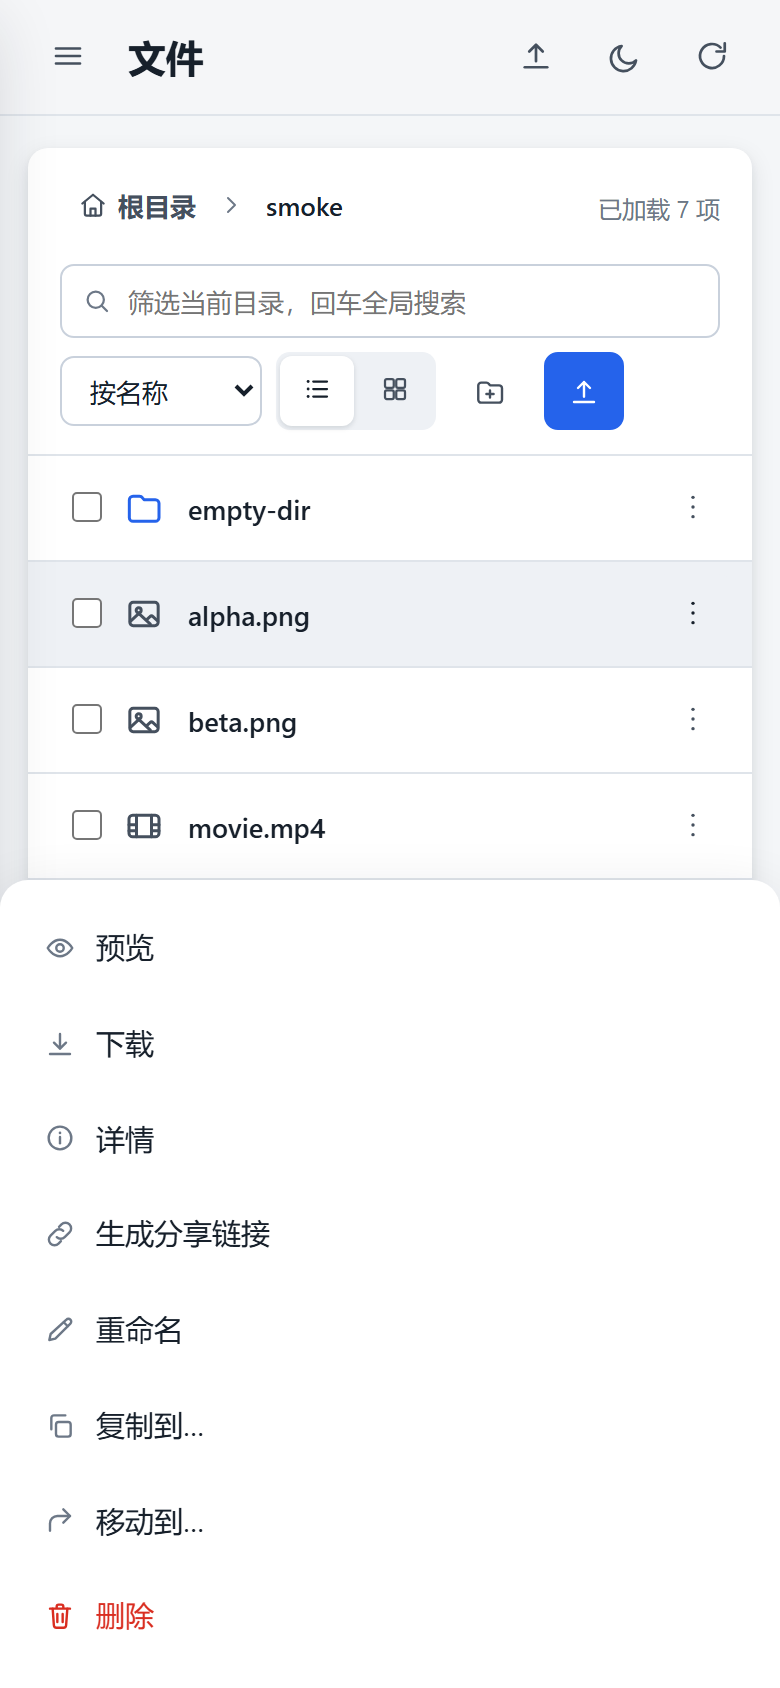 文件
根目录 smoke 已加载 7 项
筛选当前目录，回车全局搜索
按名称
empty-dir
alpha.png
beta.png
movie.mp4
预览
下载
详情
生成分享链接
重命名
复制到...
移动到...
删除